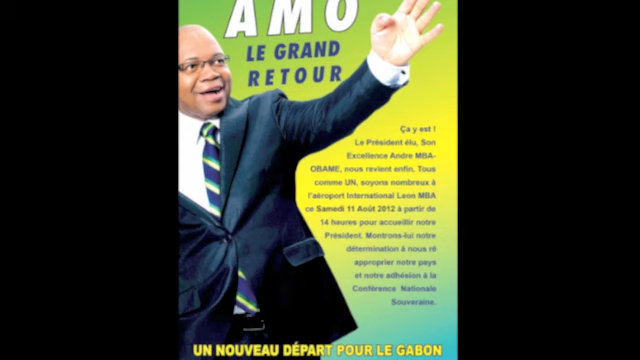 AMO
LE GRAND
RETOUR
Ça y est !
Le Président élu, Son
Excellence Andre MBA-
OBAME, nous revient enfin. Tous
comme UN, soyons nombreux à
l'aéroport International Leon MBA
ce Samedi 11 Août 2012 à partir de
14 heures pour accueillir notre
Président, Montrons-lui notre
détermination à nous ré
approprier notre pays
et notre adhésion à la
Conférence Nationale
Souveraine.
UN NOUVEAU DÉPART POUR LE GABON